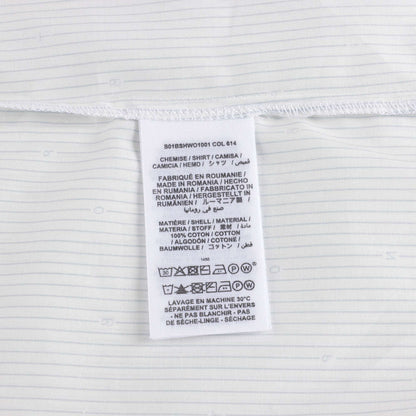 S01BSHWO1001 COL 614
CHEMISE / SHIRT / CAMISA /
CAMICIA / HEMD / シャツ / قميص
FABRIQUÉ EN ROUMANIE /
MADE IN ROMANIA / HECHO
EN RUMANIA / FABBRICATO IN
ROMANIA / HERGESTELLT IN
RUMÄNIEN / ルーマニア製 /
صنع في رومانيا
MATIÈRE / SHELL / MATERIAL /
MATERIA / STOFF / 素材 / مادة
100% COTON / COTTON
/ ALGODÓN / COTONE /
BAUMWOLLE / コットン / قطن
LAVAGE EN MACHINE 30°C
SÉPARÉMENT SUR L'ENVERS
- NE PAS BLANCHIR - PAS
DE SÈCHE-LINGE - SÉCHAGE